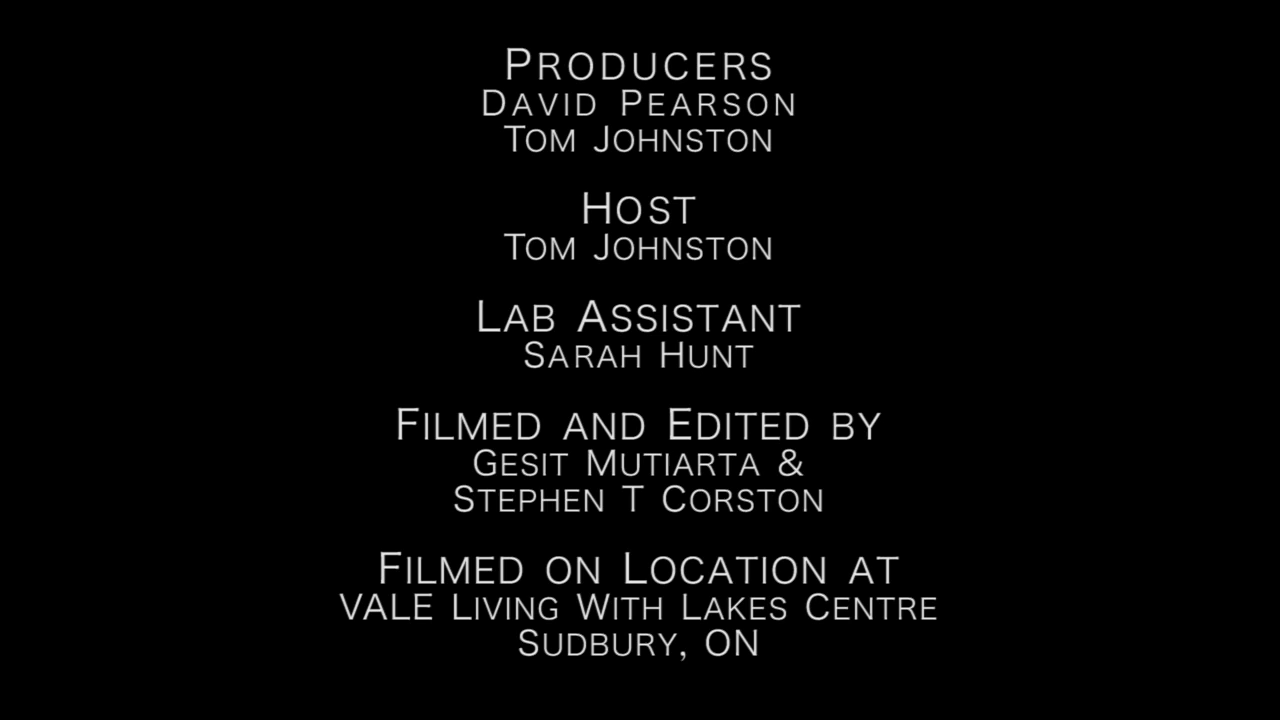 PRODUCERS
DAVID PEARSON
TOM JOHNSTON
HOST
TOM JOHNSTON
LAB ASSISTANT
SARAH HUNT
FILMED AND EDITED BY
GESIT MUTIARTA &
STEPHEN T CORSTON
FILMED ON LOCATION AT
VALE LIVING WITH LAKES CENTRE
SUDBURY, ON